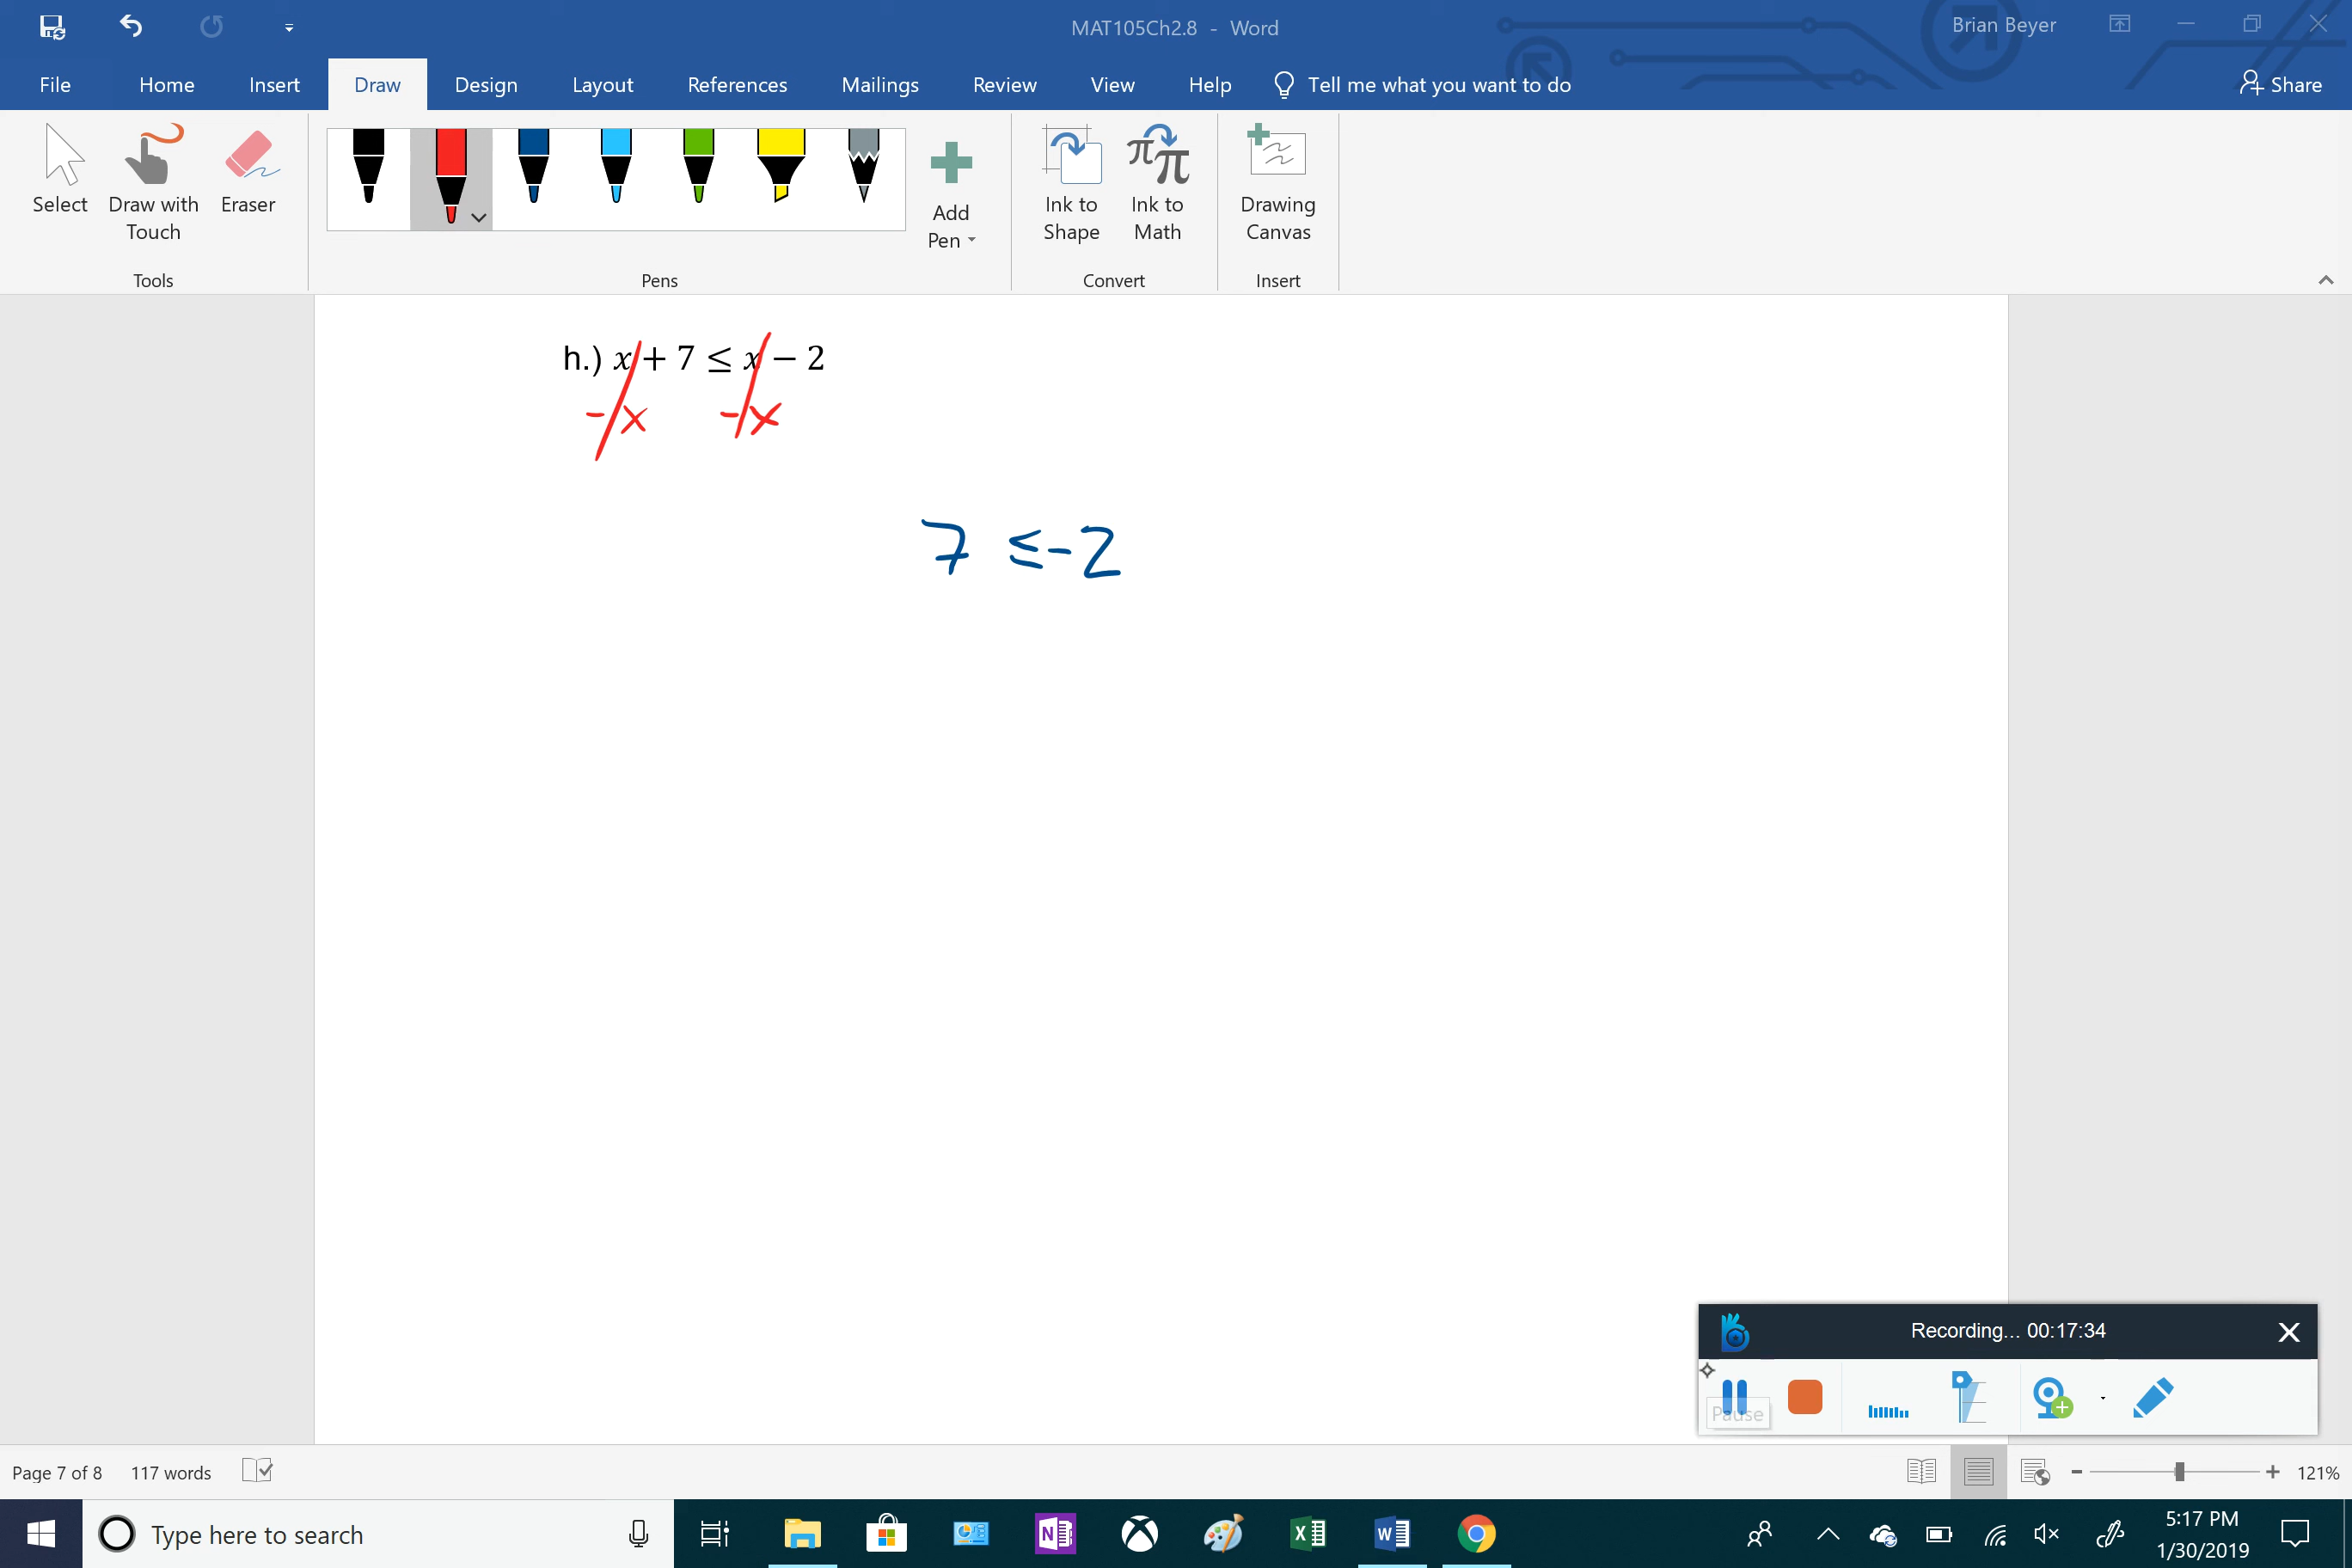 MAT105Ch2.8 - Word
Brian Beyer
File Home Insert Draw Design Layout References Mailings Review View Help Tell me what you want to do Share
Select Draw with Touch Eraser
Add Pen
Ink to Shape Ink to Math
Drawing Canvas
Tools Pens Convert Insert
h.) x + 7 ≤ x − 2
-x -x
7 ≤ -2
Recording... 00:17:34
Pause
Page 7 of 8 117 words
121%
Type here to search
5:17 PM
1/30/2019